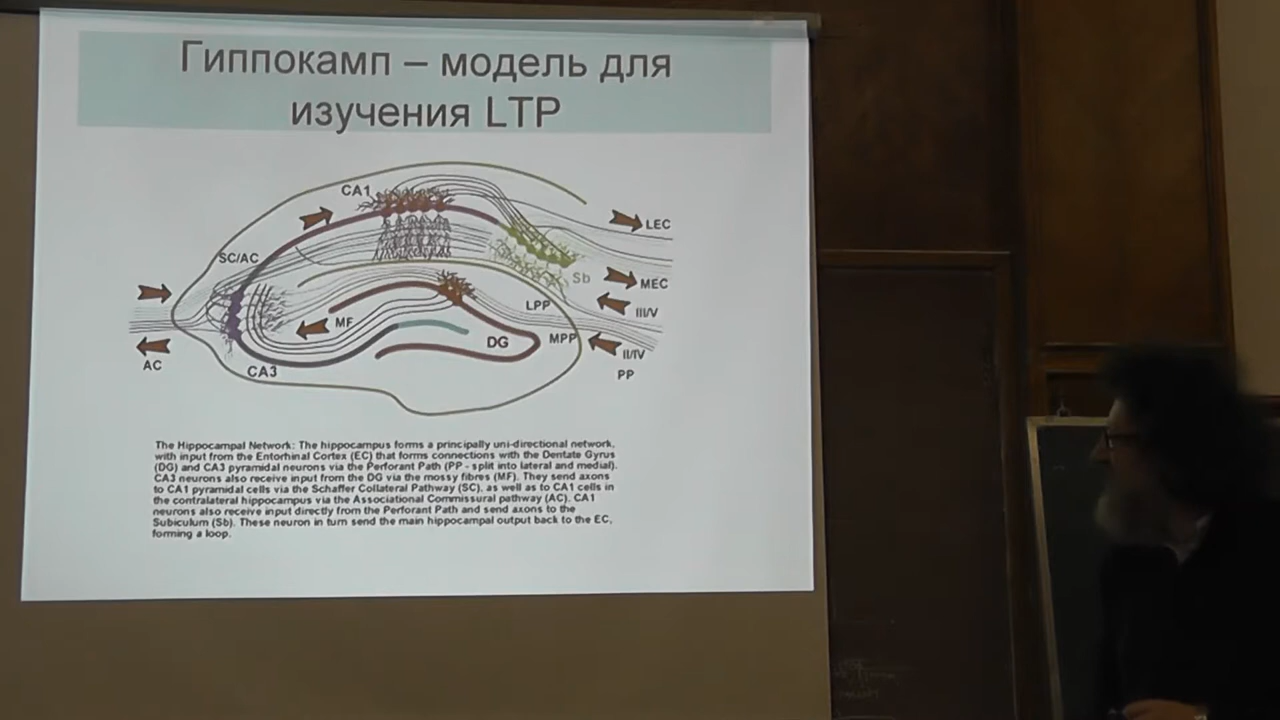 Гиппокамп – модель для
изучения LTP
CA1
LEC
SC/AC
Sb
MEC
LPP
III/V
MF
DG
MPP
II/IV
AC
CA3
PP
The Hippocampal Network: The hippocampus forms a principally uni-directional network,
with input from the Entorhinal Cortex (EC) that forms connections with the Dentate Gyrus
(DG) and CA3 pyramidal neurons via the Perforant Path (PP - split into lateral and medial).
CA3 neurons also receive input from the DG via the mossy fibres (MF). They send axons
to CA1 pyramidal cells via the Schaffer Collateral Pathway (SC), as well as to CA1 cells in
the contralateral hippocampus via the Associational Commissural pathway (AC). CA1
neurons also receive input directly from the Perforant Path and send axons to the
Subiculum (Sb). These neuron in turn send the main hippocampal output back to the EC,
forming a loop.